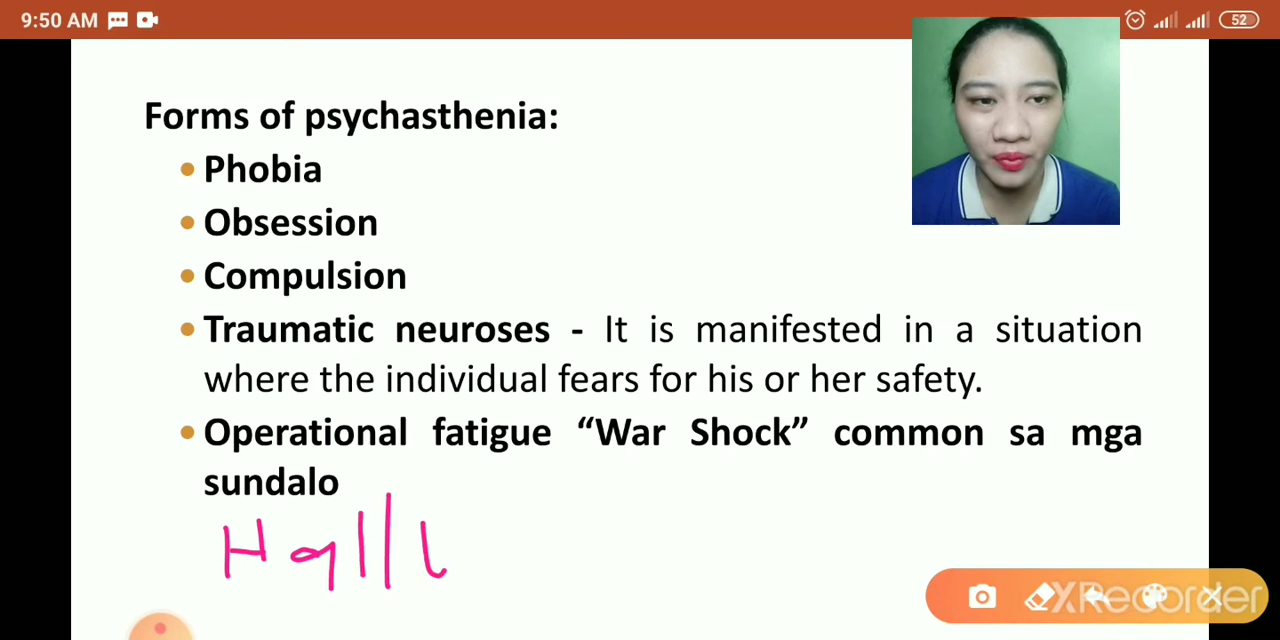 9:50 AM
52
Forms of psychasthenia:
• Phobia
• Obsession
• Compulsion
• Traumatic neuroses - It is manifested in a situation
where the individual fears for his or her safety.
• Operational fatigue “War Shock” common sa mga
sundalo
Hall
XRecorder